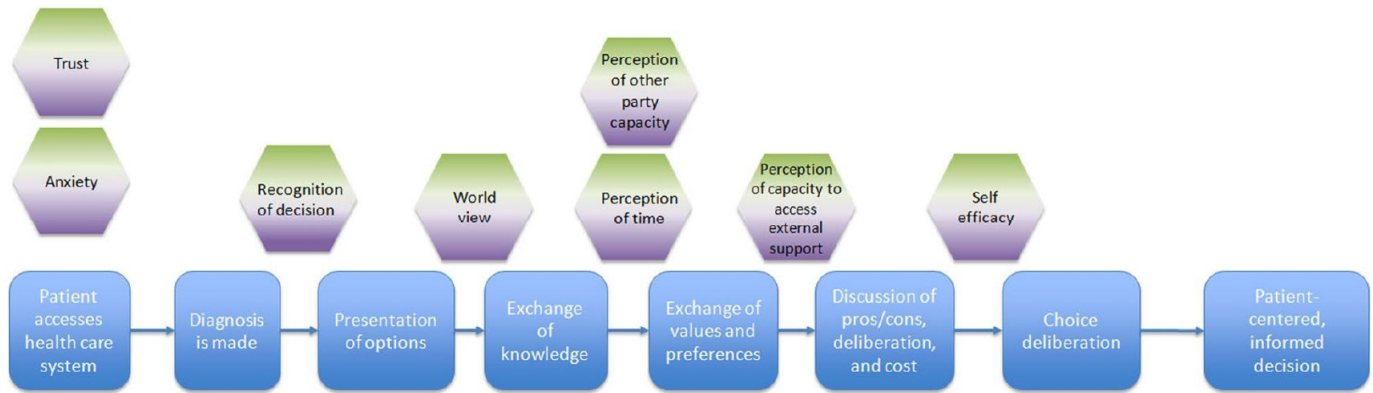 Trust
Anxiety
Recognition
of decision
World
view
Perception
of other
party
capacity
Perception
of time
Perception
of capacity to
access
external
support
Self
efficacy
Patient
accesses
health care
system
Diagnosis
is made
Presentation
of options
Exchange
of
knowledge
Exchange of
values and
preferences
Discussion of
pros/cons,
deliberation,
and cost
Choice
deliberation
Patient-
centered,
informed
decision